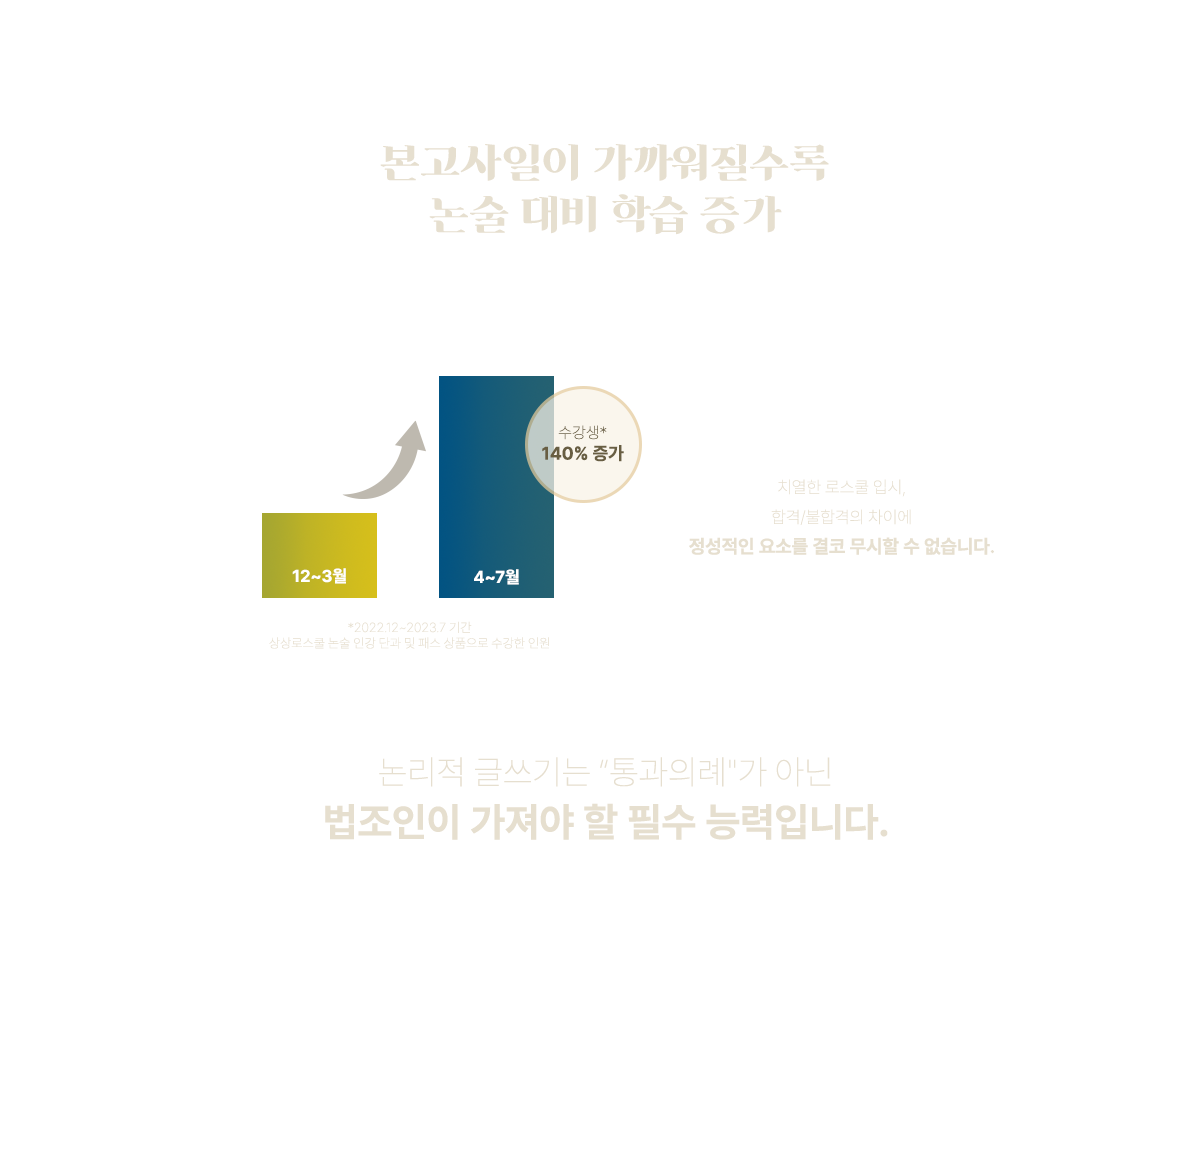 본고사일이 가까워질수록
논술 대비 학습 증가
수강생*
140% 증가
12~3월
4~7월
*2022.12~2023.7 기간
상상로스쿨 논술 인강 단과 및 패스 상품으로 수강한 인원
치열한 로스쿨 입시,
합격/불합격의 차이에
정성적인 요소를 결코 무시할 수 없습니다.
논리적 글쓰기는 “통과의례"가 아닌
법조인이 가져야 할 필수 능력입니다.